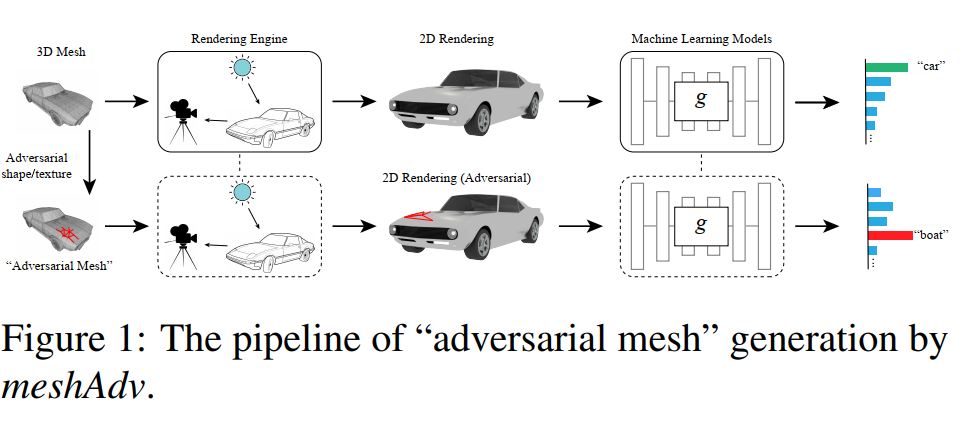 3D Mesh
Rendering Engine
2D Rendering
Machine Learning Models
g
“car”
Adversarial
shape/texture
2D Rendering (Adversarial)
g
“boat”
“Adversarial Mesh”
Figure 1: The pipeline of “adversarial mesh” generation by
meshAdv.